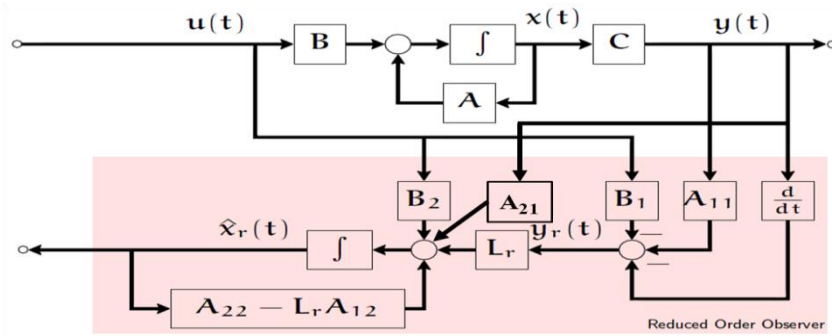 u(t) B ∫ x(t) C y(t)
A
B₂ A₂₁ B₁ A₁₁ d/dt
x̂ᵣ(t) ∫ Lᵣ yᵣ(t) − −
A₂₂ − LᵣA₁₂
Reduced Order Observer